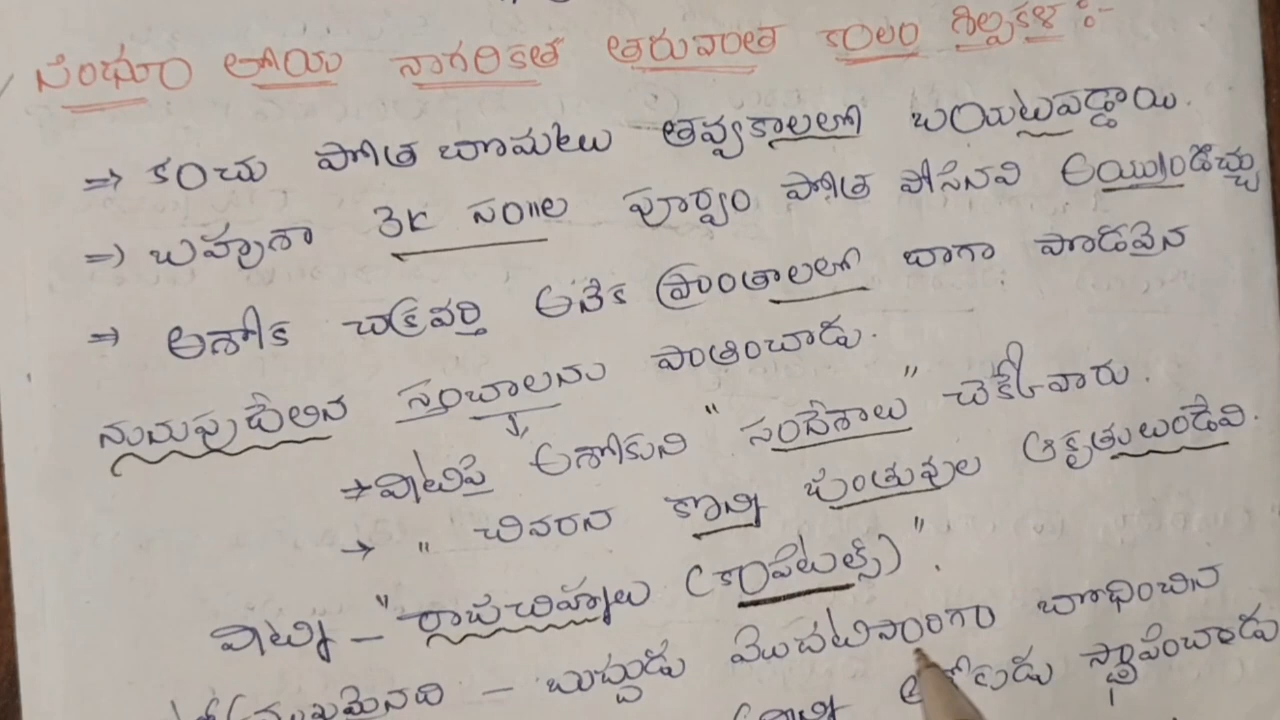 సింధూ లోయ నాగరికత తరువాత కాలం శిల్పకళ :-
⇒ కంచు పోత బొమ్మలు తవ్వకాలలో బయటపడ్డాయి.
⇒ బహుశా 3K సం||ల పూర్వం పోత పోసినవి అయ్యుండొచ్చు
⇒ అశోక చక్రవర్తి అనేక ప్రాంతాలలో బాగా పొడవైన
నునుపుదేలిన స్తంభాలను పాతించాడు.
→ వీటిపై అశోకుని "సందేశాలు" చెక్కేవారు.
→ " చివరన కొన్ని జంతువుల ఆకృతులుండేవి.
వీటిని - "రాజచిహ్నాలు (కాపిటల్స్)".
- బుద్ధుడు మొదటిసారిగా బోధించిన
స్థాపించాడు